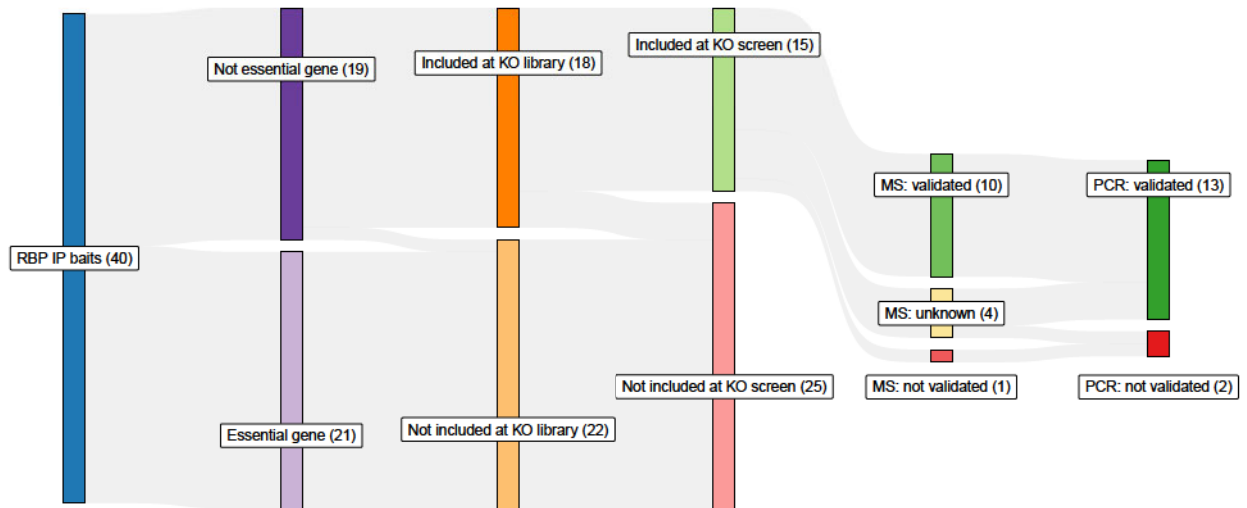 RBP IP baits (40)
Not essential gene (19)
Essential gene (21)
Included at KO library (18)
Not included at KO library (22)
Included at KO screen (15)
Not included at KO screen (25)
MS: validated (10)
MS: unknown (4)
MS: not validated (1)
PCR: validated (13)
PCR: not validated (2)